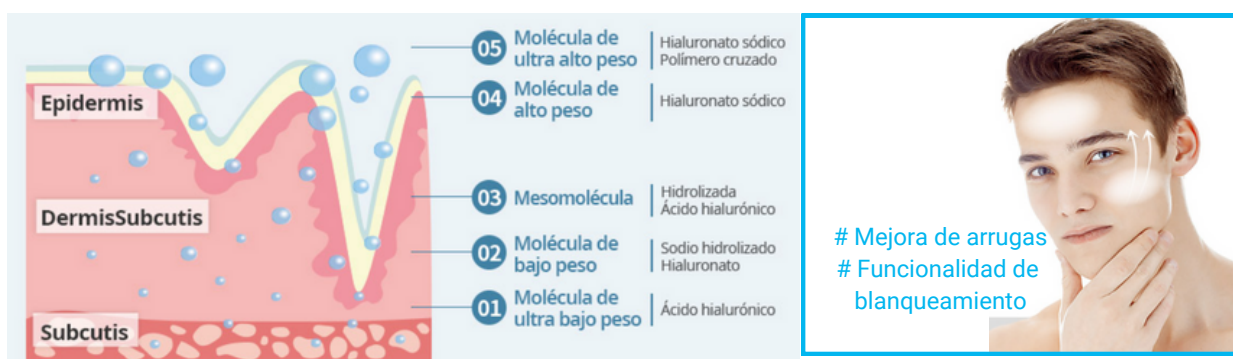 Epidermis
DermisSubcutis
Subcutis
05 Molécula de
ultra alto peso
Hialuronato sódico
Polímero cruzado
04 Molécula de
alto peso
Hialuronato sódico
03 Mesomolécula
Hidrolizada
Ácido hialurónico
02 Molécula de
bajo peso
Sodio hidrolizado
Hialuronato
01 Molécula de
ultra bajo peso
Ácido hialurónico
# Mejora de arrugas
# Funcionalidad de
blanqueamiento